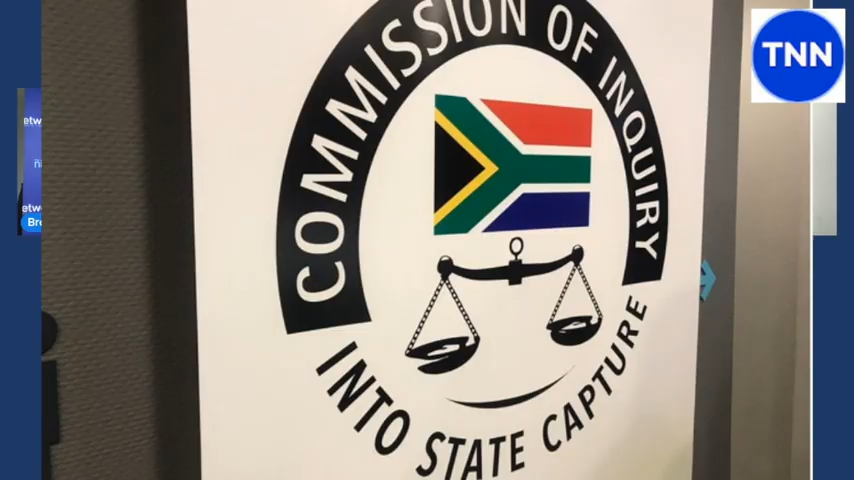 TNN
COMMISSION OF INQUIRY
INTO STATE CAPTURE